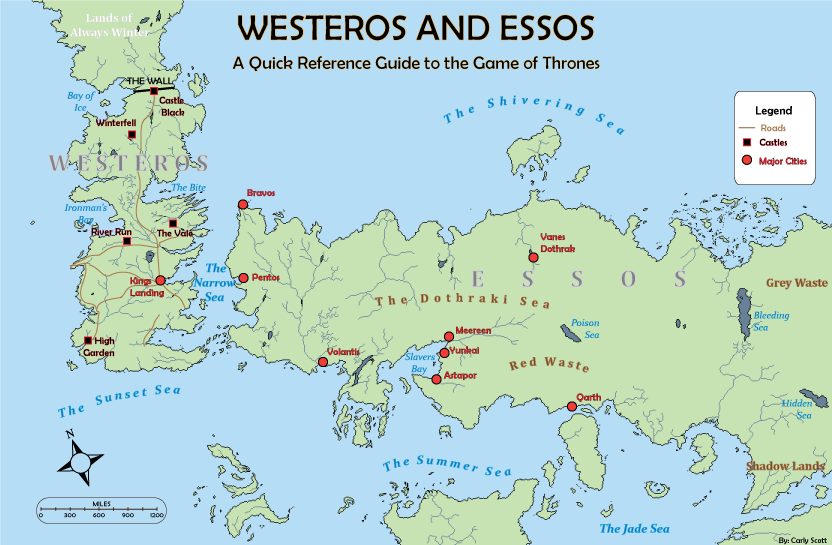 WESTEROS AND ESSOS
A Quick Reference Guide to the Game of Thrones
Lands of
Always Winter
THE WALL
Castle
Black
Bay of
Ice
Winterfell
WESTEROS
The Bite
Ironman's
Bay
River Run
The Vale
Kings
Landing
High
Garden
The Narrow
Sea
The Sunset Sea
The Shivering Sea
Bravos
Pentos
Volantis
Vanes
Dothrak
ESSOS
The Dothraki Sea
Meereen
Yunkai
Astapor
Slavers
Bay
Poison
Sea
Red Waste
Qarth
Grey Waste
Bleeding
Sea
Hidden
Sea
Shadow Lands
The Summer Sea
The Jade Sea
Legend
Roads
Castles
Major Cities
N
MILES
0 300 600 900 1200
By: Carly Scott